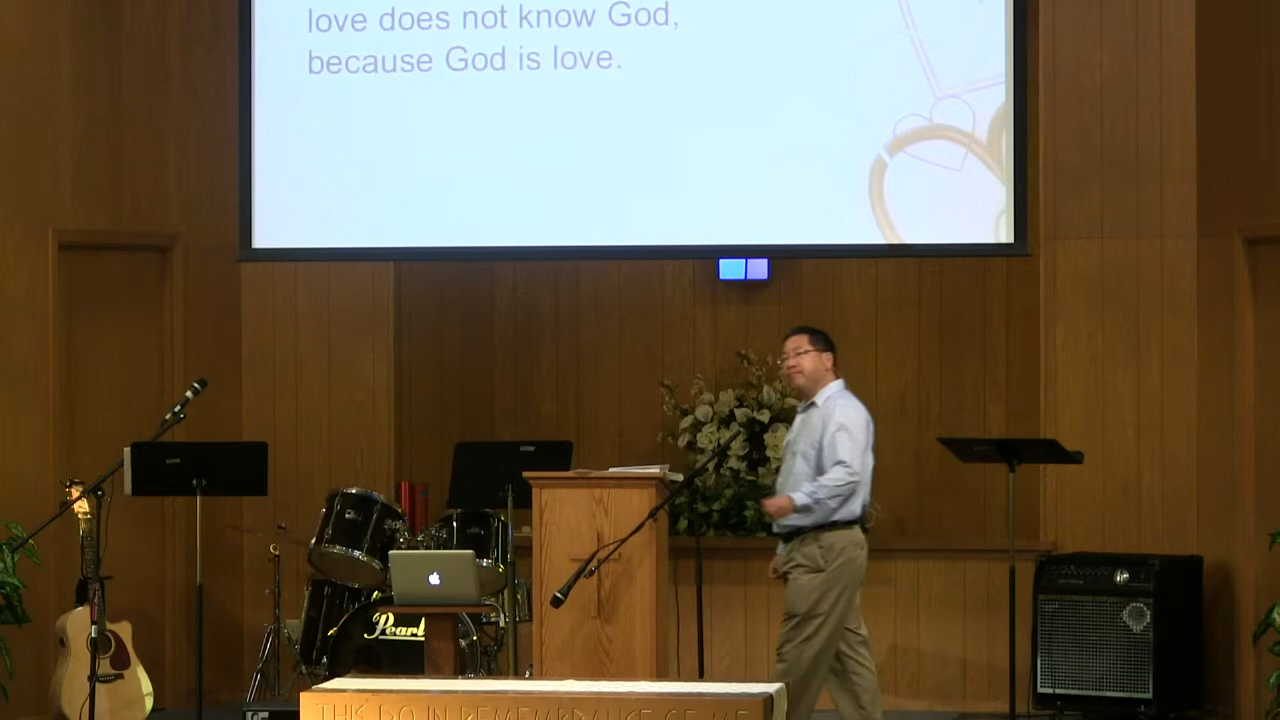 love does not know God,
because God is love.
Pearl
THIS DO IN REMEMBRANCE OF ME